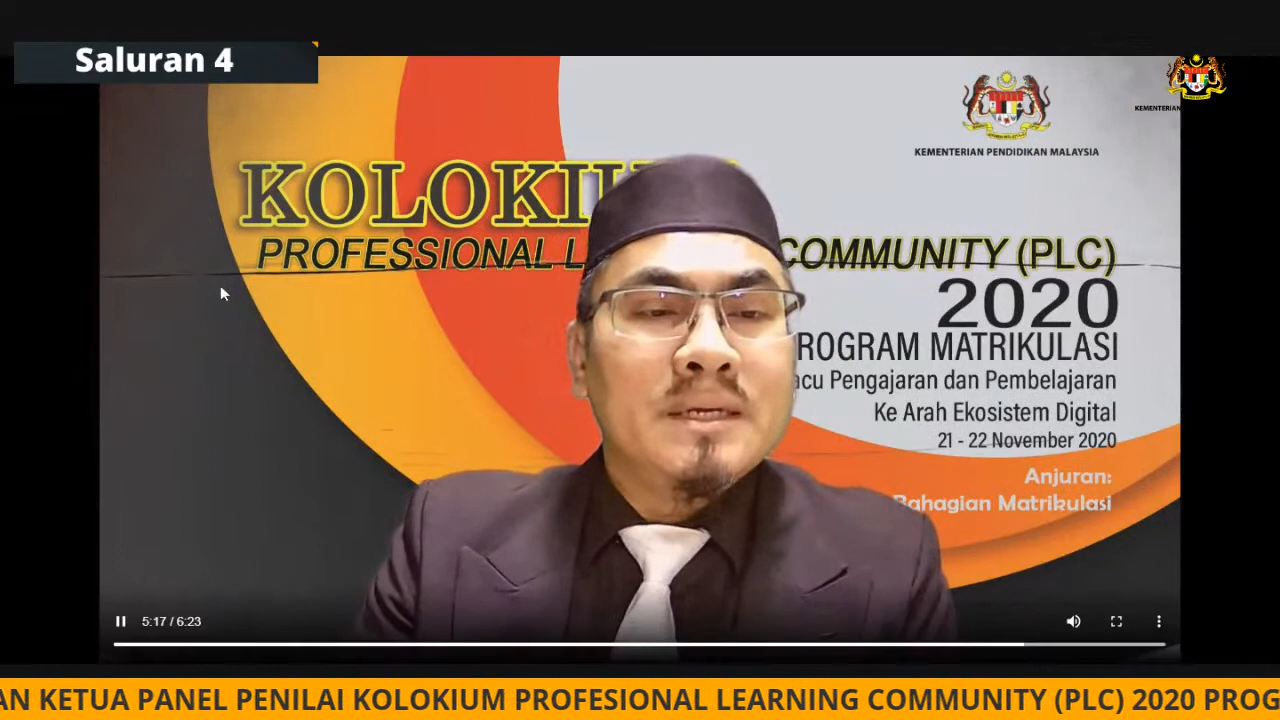 Saluran 4
KEMENTERIAN
KEMENTERIAN PENDIDIKAN MALAYSIA
KOLOKIU
PROFESSIONAL L COMMUNITY (PLC)
2020
ROGRAM MATRIKULASI
acu Pengajaran dan Pembelajaran
Ke Arah Ekosistem Digital
21 - 22 November 2020
Anjuran:
Bahagian Matrikulasi
5:17 / 6:23
AN KETUA PANEL PENILAI KOLOKIUM PROFESIONAL LEARNING COMMUNITY (PLC) 2020 PROG